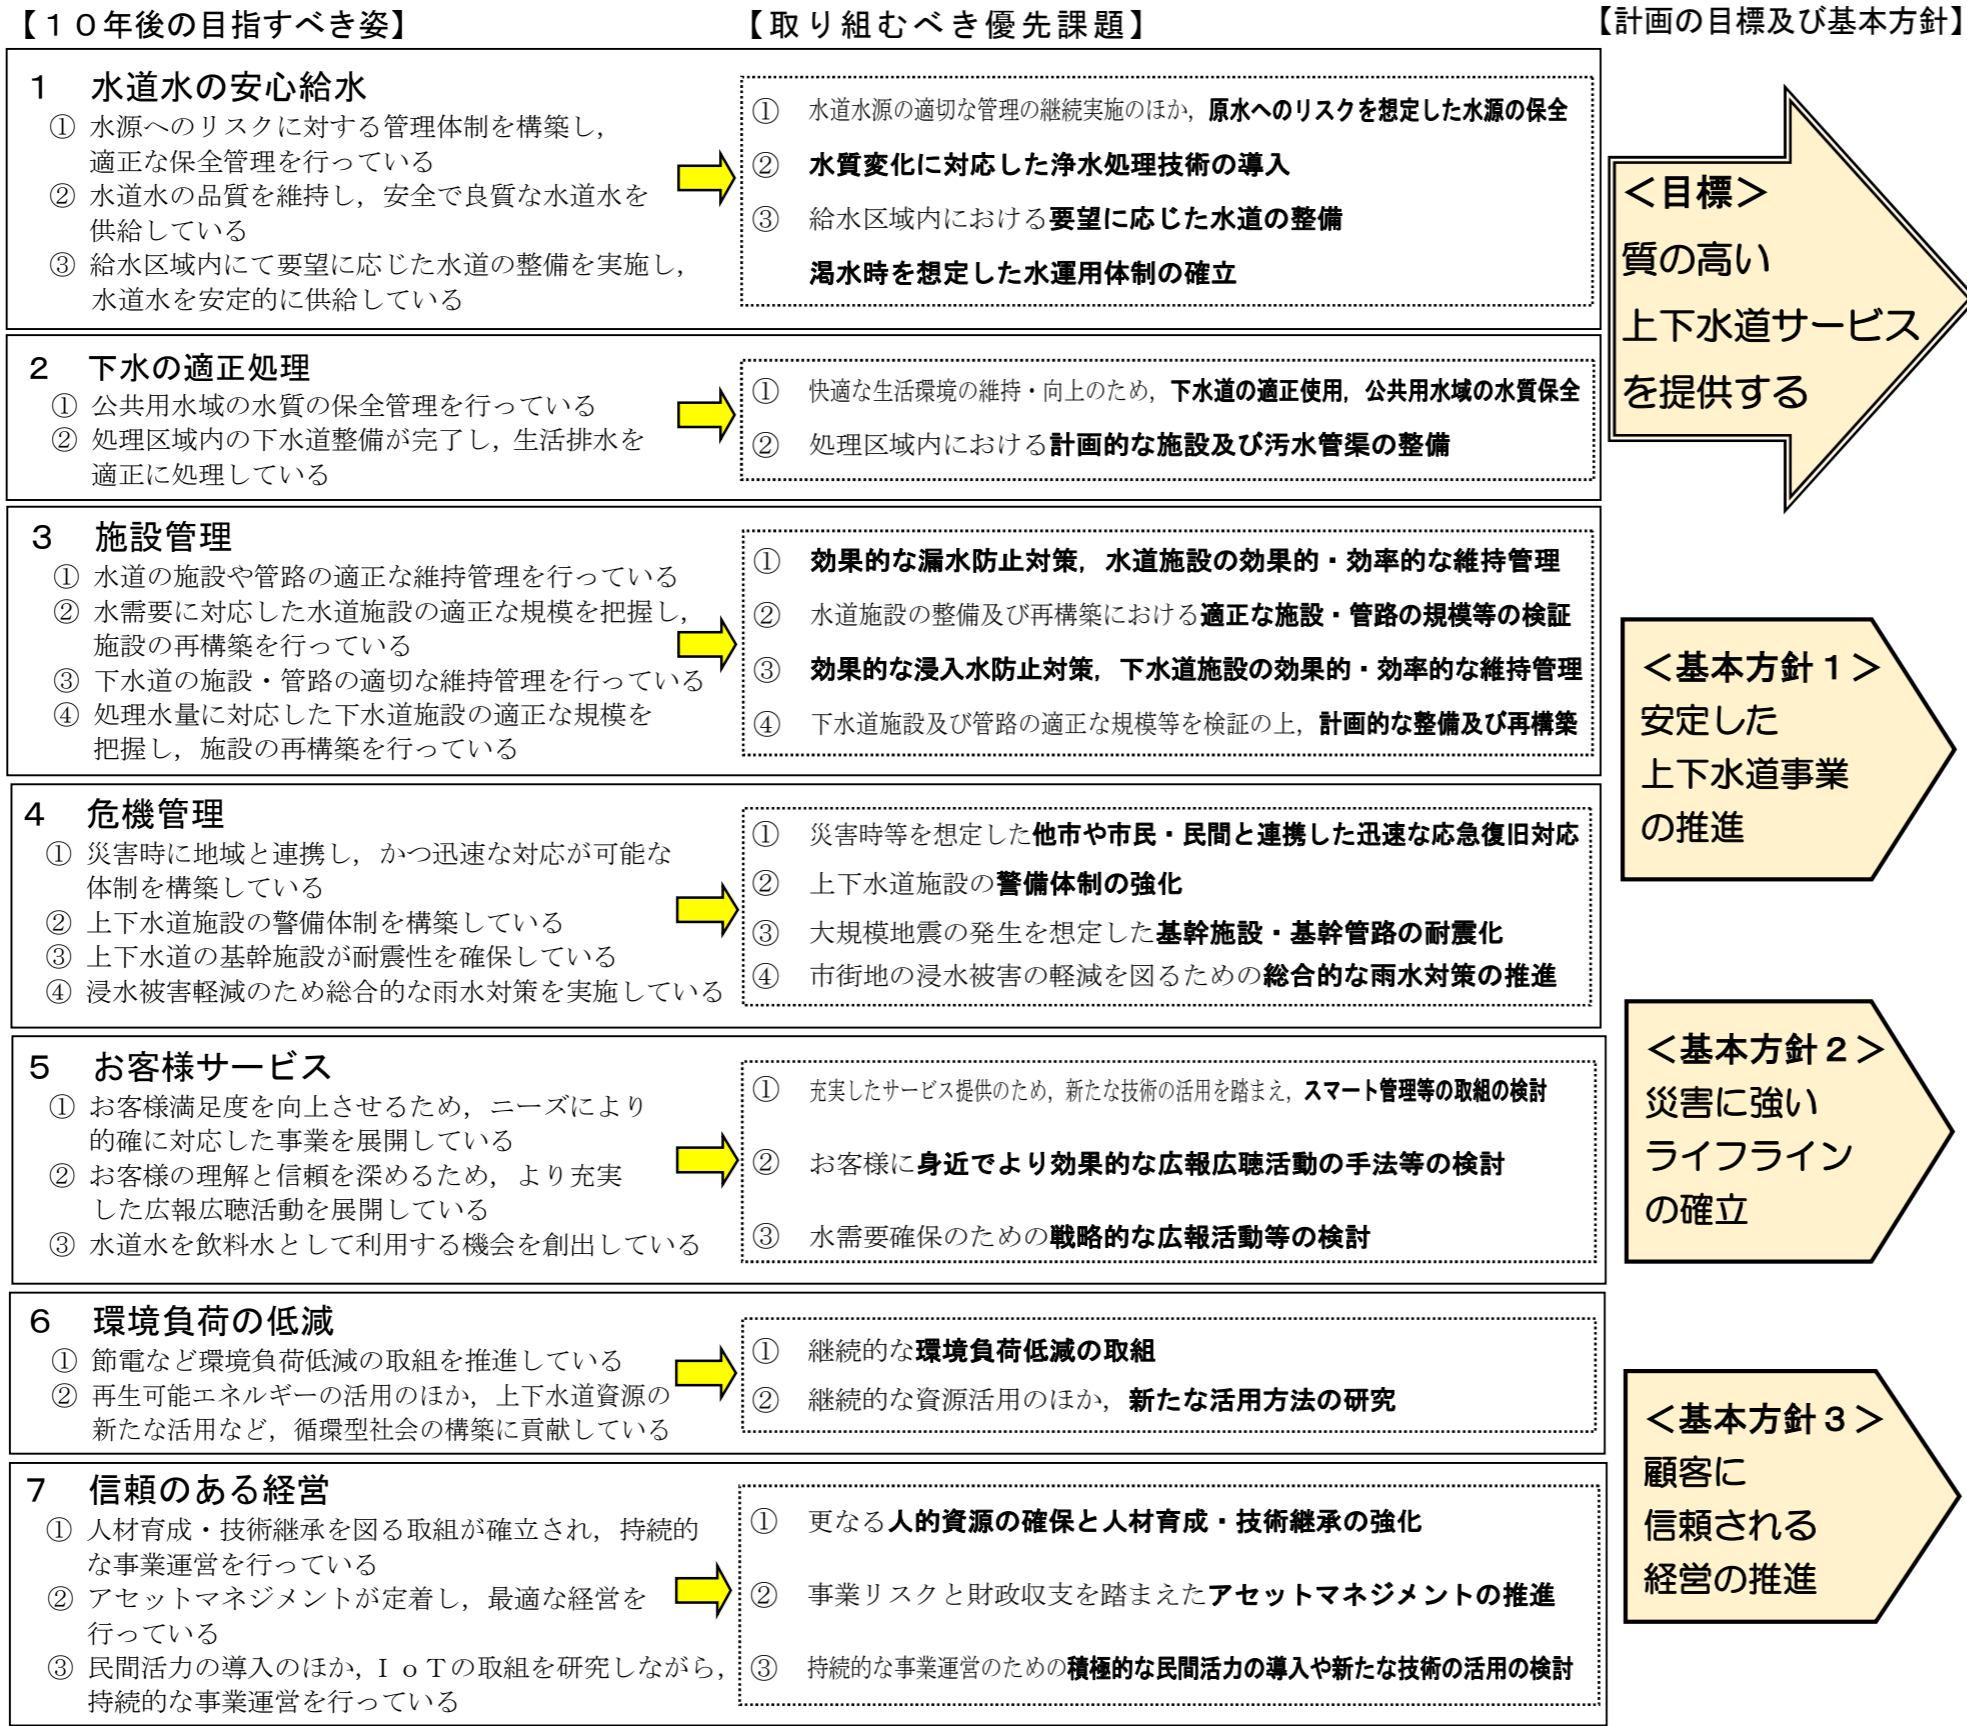 【１０年後の目指すべき姿】
【取り組むべき優先課題】
【計画の目標及び基本方針】
１　水道水の安心給水
① 水源へのリスクに対する管理体制を構築し，
適正な保全管理を行っている
② 水道水の品質を維持し，安全で良質な水道水を
供給している
③ 給水区域内にて要望に応じた水道の整備を実施し，
水道水を安定的に供給している
①　水道水源の適切な管理の継続実施のほか，原水へのリスクを想定した水源の保全
②　水質変化に対応した浄水処理技術の導入
③　給水区域内における要望に応じた水道の整備
渇水時を想定した水運用体制の確立
２　下水の適正処理
① 公共用水域の水質の保全管理を行っている
② 処理区域内の下水道整備が完了し，生活排水を
適正に処理している
①　快適な生活環境の維持・向上のため，下水道の適正使用，公共用水域の水質保全
②　処理区域内における計画的な施設及び汚水管渠の整備
３　施設管理
① 水道の施設や管路の適正な維持管理を行っている
② 水需要に対応した水道施設の適正な規模を把握し，
施設の再構築を行っている
③ 下水道の施設・管路の適切な維持管理を行っている
④ 処理水量に対応した下水道施設の適正な規模を
把握し，施設の再構築を行っている
①　効果的な漏水防止対策，水道施設の効果的・効率的な維持管理
②　水道施設の整備及び再構築における適正な施設・管路の規模等の検証
③　効果的な浸入水防止対策，下水道施設の効果的・効率的な維持管理
④　下水道施設及び管路の適正な規模等を検証の上，計画的な整備及び再構築
４　危機管理
① 災害時に地域と連携し，かつ迅速な対応が可能な
体制を構築している
② 上下水道施設の警備体制を構築している
③ 上下水道の基幹施設が耐震性を確保している
④ 浸水被害軽減のため総合的な雨水対策を実施している
①　災害時等を想定した他市や市民・民間と連携した迅速な応急復旧対応
②　上下水道施設の警備体制の強化
③　大規模地震の発生を想定した基幹施設・基幹管路の耐震化
④　市街地の浸水被害の軽減を図るための総合的な雨水対策の推進
５　お客様サービス
① お客様満足度を向上させるため，ニーズにより
的確に対応した事業を展開している
② お客様の理解と信頼を深めるため，より充実
した広報広聴活動を展開している
③ 水道水を飲料水として利用する機会を創出している
①　充実したサービス提供のため，新たな技術の活用を踏まえ，スマート管理等の取組の検討
②　お客様に身近でより効果的な広報広聴活動の手法等の検討
③　水需要確保のための戦略的な広報活動等の検討
６　環境負荷の低減
① 節電など環境負荷低減の取組を推進している
② 再生可能エネルギーの活用のほか，上下水道資源の
新たな活用など，循環型社会の構築に貢献している
①　継続的な環境負荷低減の取組
②　継続的な資源活用のほか，新たな活用方法の研究
７　信頼のある経営
① 人材育成・技術継承を図る取組が確立され，持続的
な事業運営を行っている
② アセットマネジメントが定着し，最適な経営を
行っている
③ 民間活力の導入のほか，ＩｏＴの取組を研究しながら，
持続的な事業運営を行っている
①　更なる人的資源の確保と人材育成・技術継承の強化
②　事業リスクと財政収支を踏まえたアセットマネジメントの推進
③　持続的な事業運営のための積極的な民間活力の導入や新たな技術の活用の検討
＜目標＞
質の高い
上下水道サービス
を提供する
＜基本方針１＞
安定した
上下水道事業
の推進
＜基本方針２＞
災害に強い
ライフライン
の確立
＜基本方針３＞
顧客に
信頼される
経営の推進